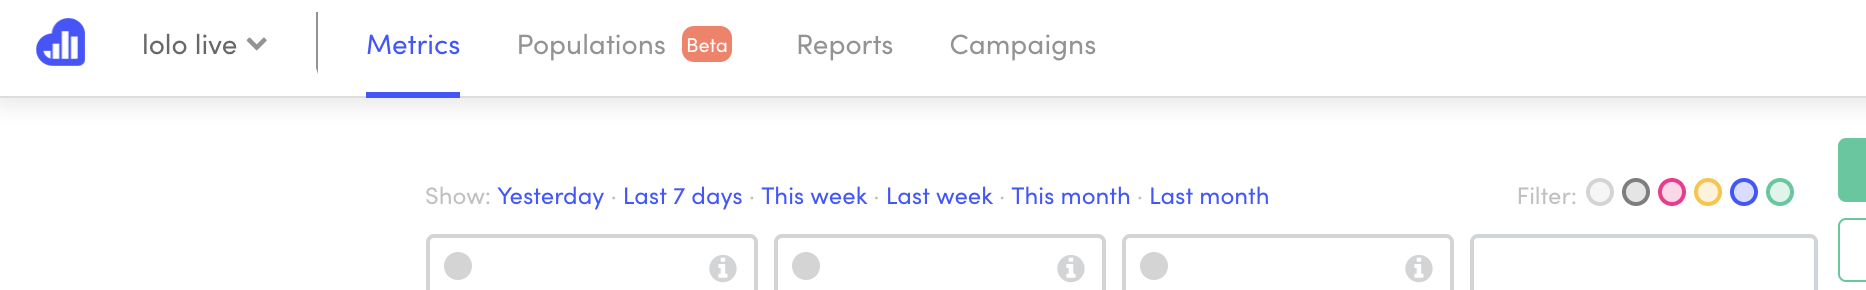 lolo live Metrics Populations Beta Reports Campaigns
Show: Yesterday · Last 7 days · This week · Last week · This month · Last month Filter: